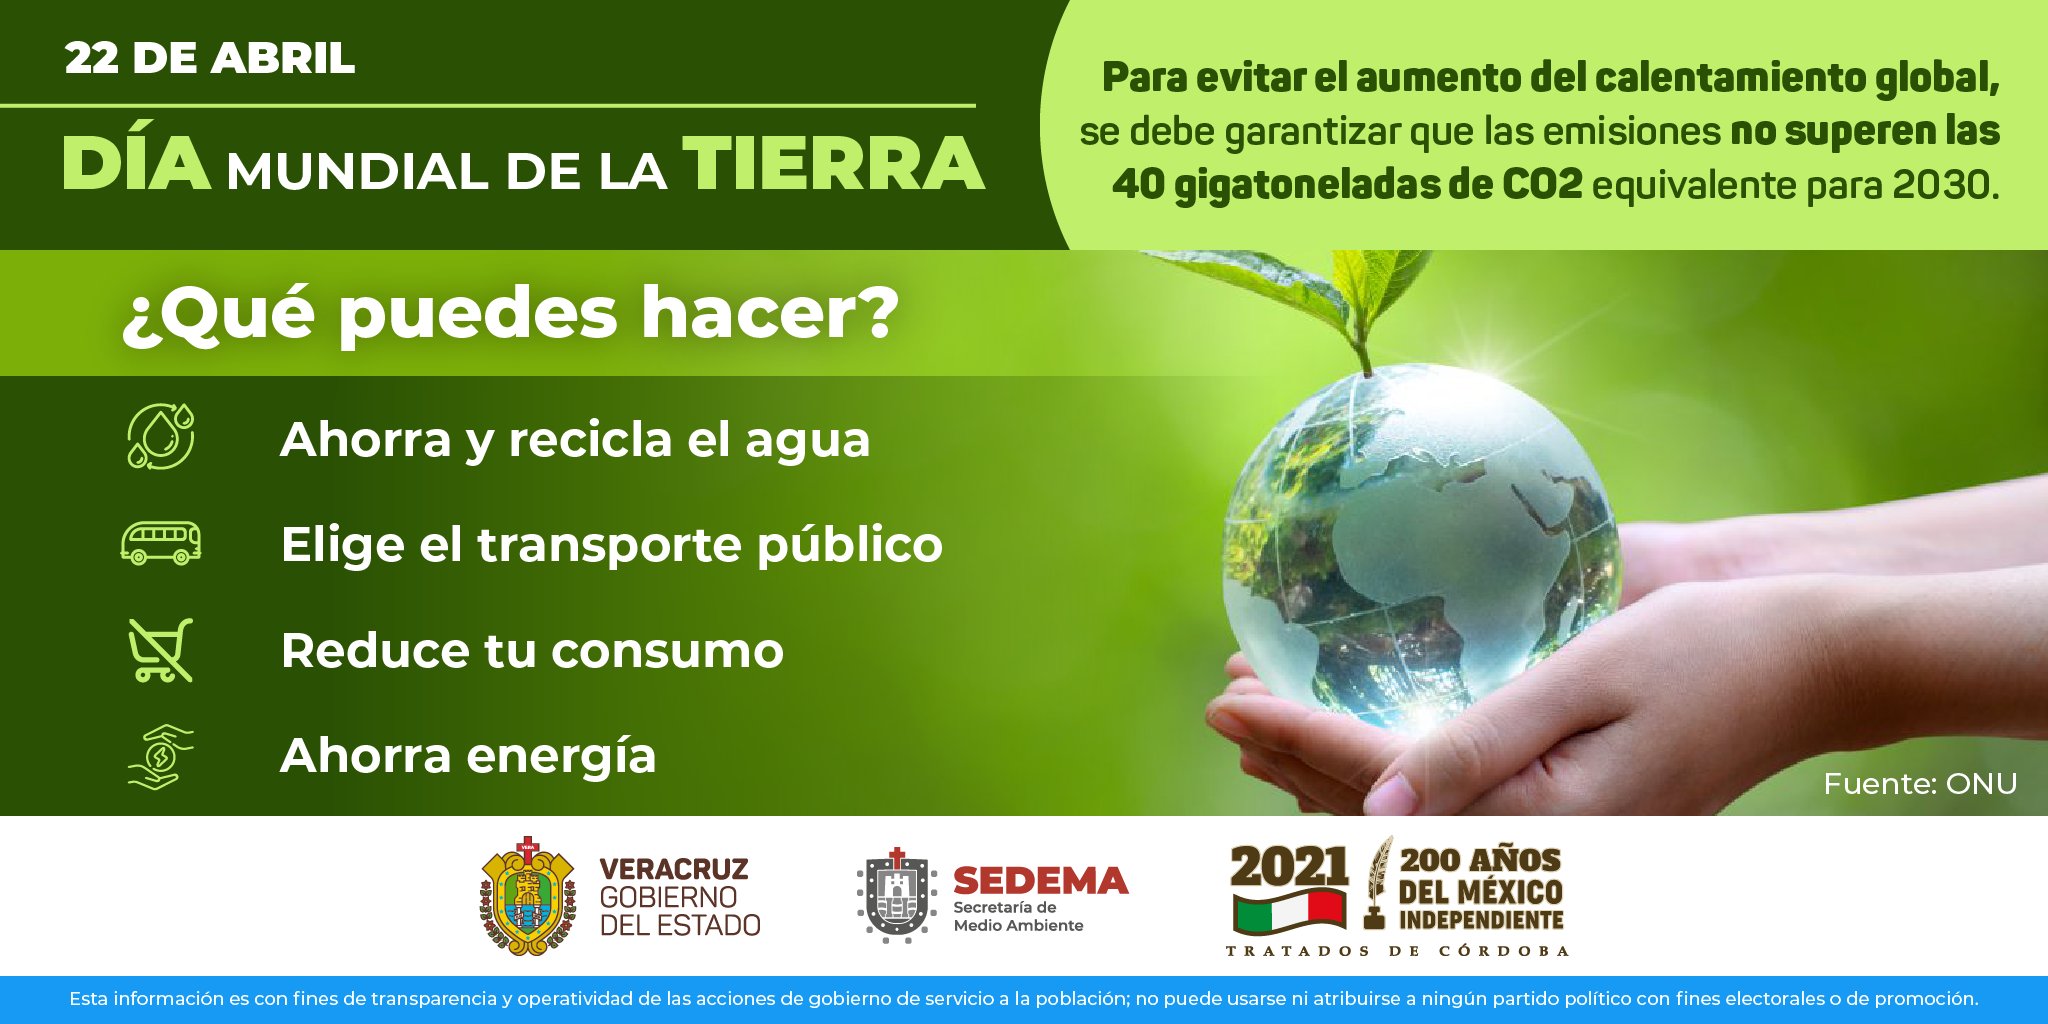 22 DE ABRIL
DÍA MUNDIAL DE LA TIERRA
Para evitar el aumento del calentamiento global,
se debe garantizar que las emisiones no superen las
40 gigatoneladas de CO2 equivalente para 2030.
¿Qué puedes hacer?
Ahorra y recicla el agua
Elige el transporte público
Reduce tu consumo
Ahorra energía
Fuente: ONU
VERA
VERACRUZ
GOBIERNO
DEL ESTADO
SEDEMA
Secretaría de
Medio Ambiente
2021
200 AÑOS
DEL MÉXICO
INDEPENDIENTE
TRATADOS DE CÓRDOBA
Esta información es con fines de transparencia y operatividad de las acciones de gobierno de servicio a la población; no puede usarse ni atribuirse a ningún partido político con fines electorales o de promoción.